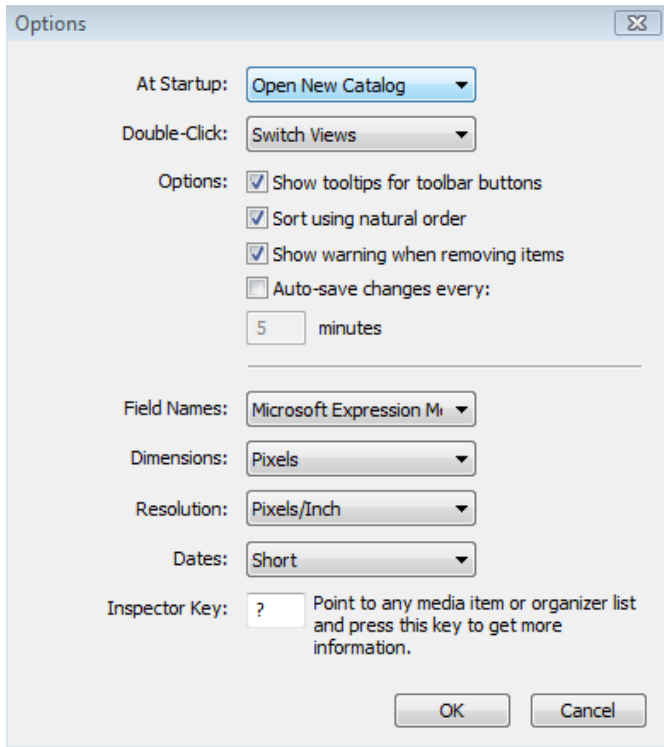 Options
At Startup: Open New Catalog
Double-Click: Switch Views
Options: Show tooltips for toolbar buttons
Sort using natural order
Show warning when removing items
Auto-save changes every:
5 minutes
Field Names: Microsoft Expression M
Dimensions: Pixels
Resolution: Pixels/Inch
Dates: Short
Inspector Key: ? Point to any media item or organizer list
and press this key to get more
information.
OK Cancel